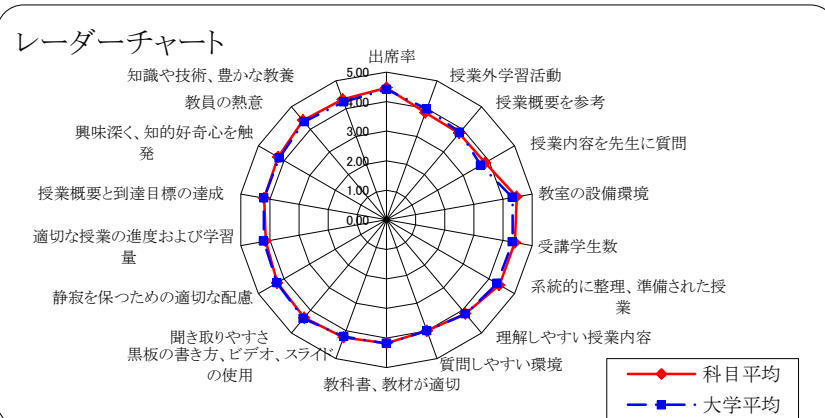 レーダーチャート
出席率
授業外学習活動
授業概要を参考
授業内容を先生に質問
教室の設備環境
受講学生数
系統的に整理、準備された授
業
理解しやすい授業内容
質問しやすい環境
教科書、教材が適切
黒板の書き方、ビデオ、スライド
の使用
聞き取りやすさ
静寂を保つための適切な配慮
適切な授業の進度および学習
量
授業概要と到達目標の達成
興味深く、知的好奇心を触
発
教員の熱意
知識や技術、豊かな教養
5.00
4.00
3.00
2.00
1.00
0.00
科目平均
大学平均